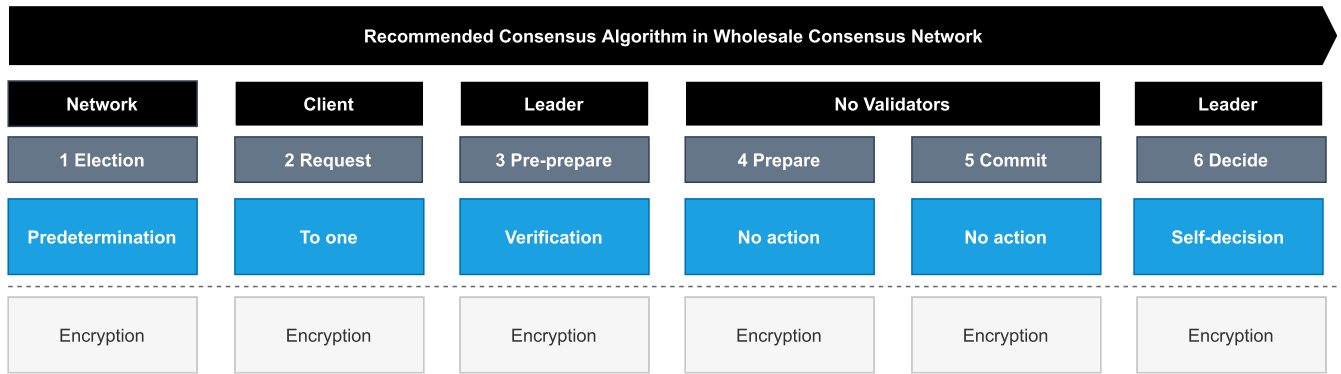 Recommended Consensus Algorithm in Wholesale Consensus Network
Network
Client
Leader
No Validators
Leader
1 Election
2 Request
3 Pre-prepare
4 Prepare
5 Commit
6 Decide
Predetermination
To one
Verification
No action
No action
Self-decision
Encryption
Encryption
Encryption
Encryption
Encryption
Encryption